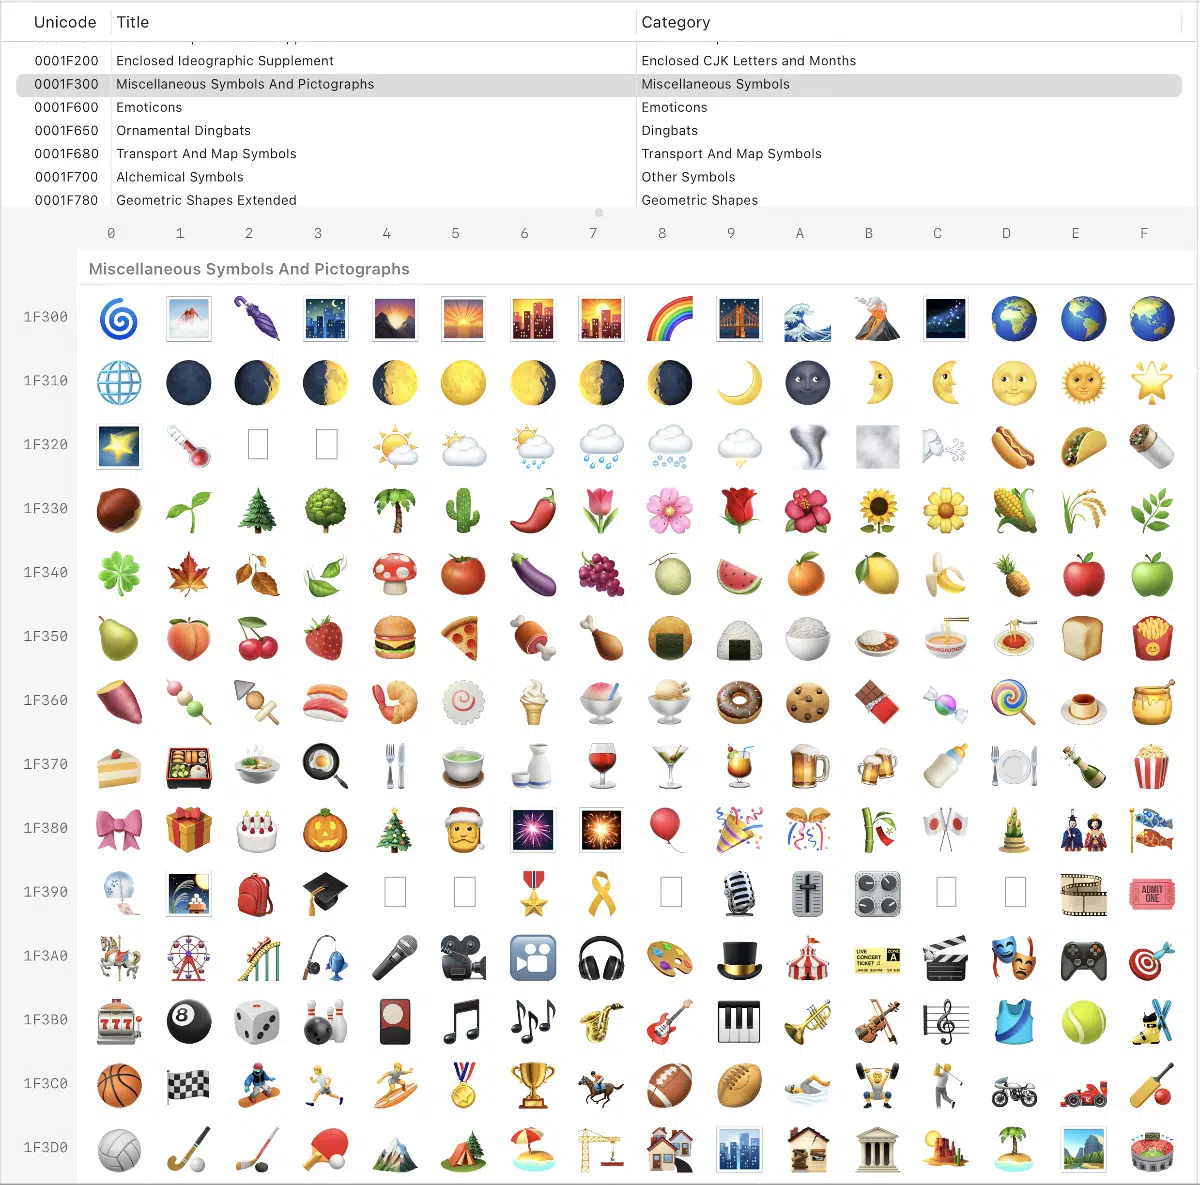 Unicode Title Category
0001F200 Enclosed Ideographic Supplement Enclosed CJK Letters and Months
0001F300 Miscellaneous Symbols And Pictographs Miscellaneous Symbols
0001F600 Emoticons Emoticons
0001F650 Ornamental Dingbats Dingbats
0001F680 Transport And Map Symbols Transport And Map Symbols
0001F700 Alchemical Symbols Other Symbols
0001F780 Geometric Shapes Extended Geometric Shapes
0 1 2 3 4 5 6 7 8 9 A B C D E F
Miscellaneous Symbols And Pictographs
1F300
1F310
1F320
1F330
1F340
1F350
1F360
1F370
1F380
1F390
ADMIT
ONE
1F3A0
LIVE
CONCERT
TICKET
A
1F3B0
777
8
1F3C0
1F3D0